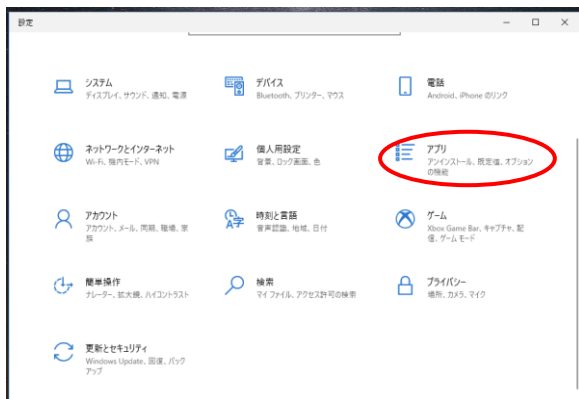 設定
システム
ディスプレイ、サウンド、通知、電源
デバイス
Bluetooth、プリンター、マウス
電話
Android、iPhone のリンク
ネットワークとインターネット
Wi-Fi、機内モード、VPN
個人用設定
背景、ロック画面、色
アプリ
アンインストール、既定値、オプション
の機能
アカウント
アカウント、メール、同期、職場、家
族
時刻と言語
音声認識、地域、日付
ゲーム
Xbox Game Bar、キャプチャ、配
信、ゲーム モード
簡単操作
ナレーター、拡大鏡、ハイコントラスト
検索
マイ ファイル、アクセス許可の検索
プライバシー
場所、カメラ、マイク
更新とセキュリティ
Windows Update、回復、バック
アップ